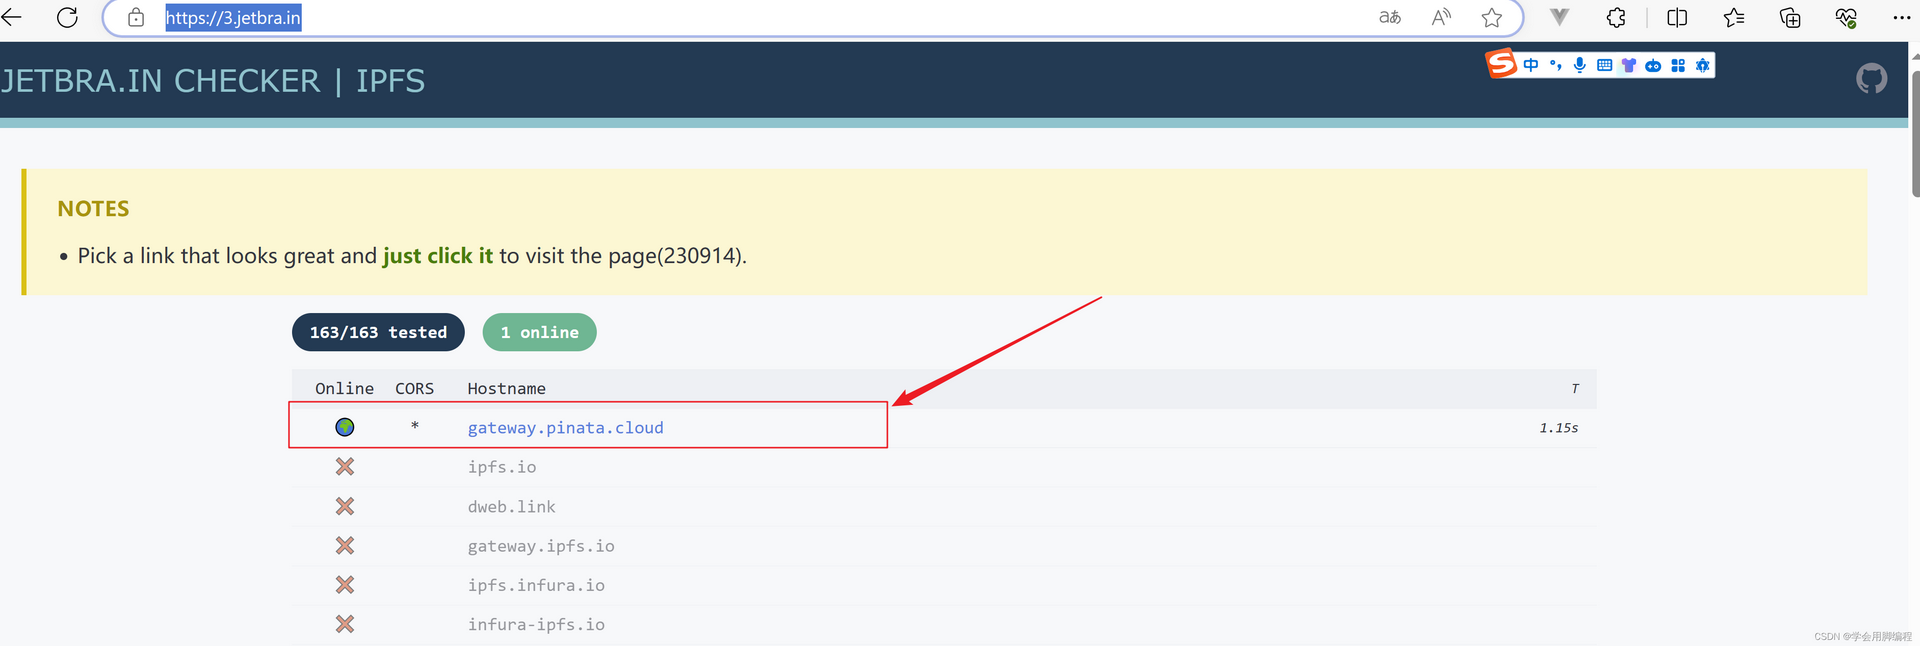 https://3.jetbra.in
aあ
A
中
JETBRA.IN CHECKER | IPFS
NOTES
• Pick a link that looks great and just click it to visit the page(230914).
163/163 tested 1 online
Online CORS Hostname T
* gateway.pinata.cloud 1.15s
ipfs.io
dweb.link
gateway.ipfs.io
ipfs.infura.io
infura-ipfs.io
CSDN @学会用脚编程